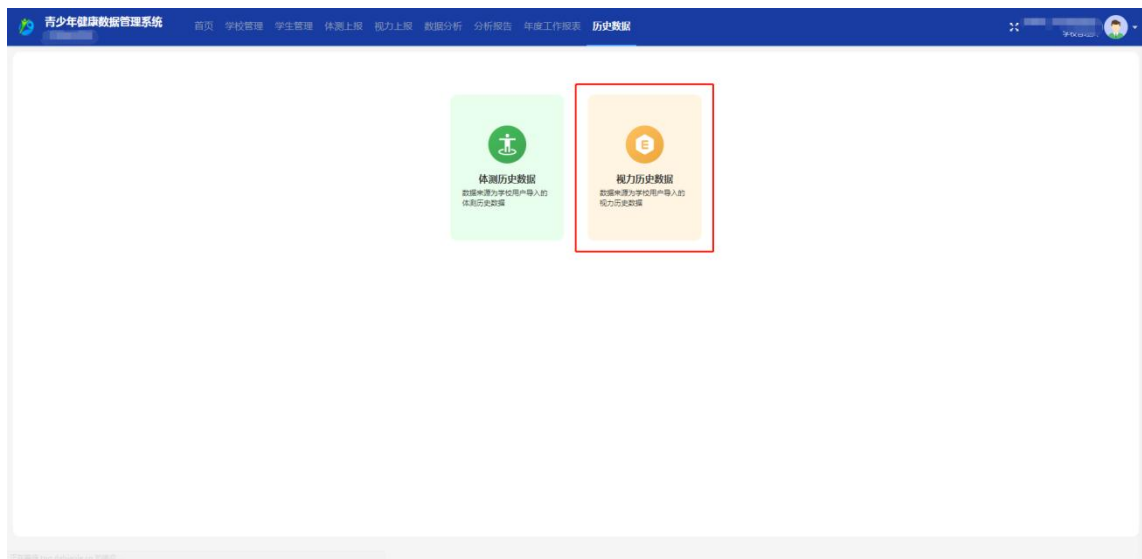 青少年健康数据管理系统
首页 学校管理 学生管理 体测上报 视力上报 数据分析 分析报告 年度工作报表 历史数据
体测历史数据
数据来源为学校用户导入的
体测历史数据
E
视力历史数据
数据来源为学校用户导入的
视力历史数据